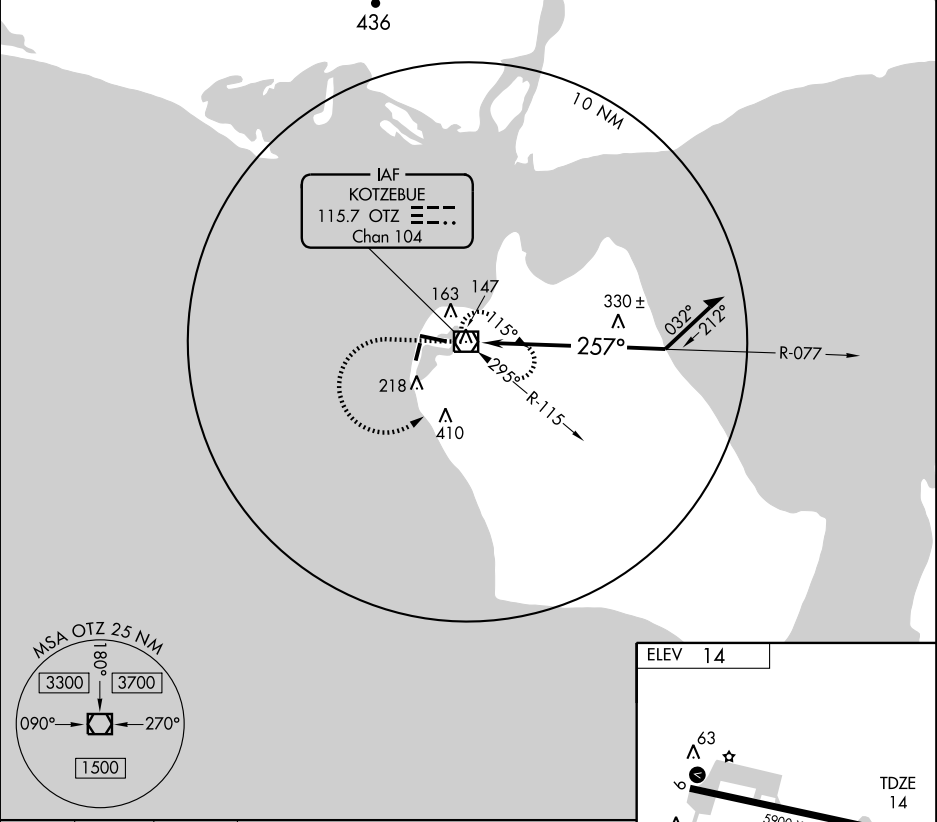 436
10 NM
IAF
KOTZEBUE
115.7 OTZ
Chan 104
163
147
330 ±
115°
032°
212°
257°
R-077
295°
R-115
218
410
MSA OTZ 25 NM
180°
3300
3700
090°
270°
1500
ELEV 14
63
9
TDZE
14